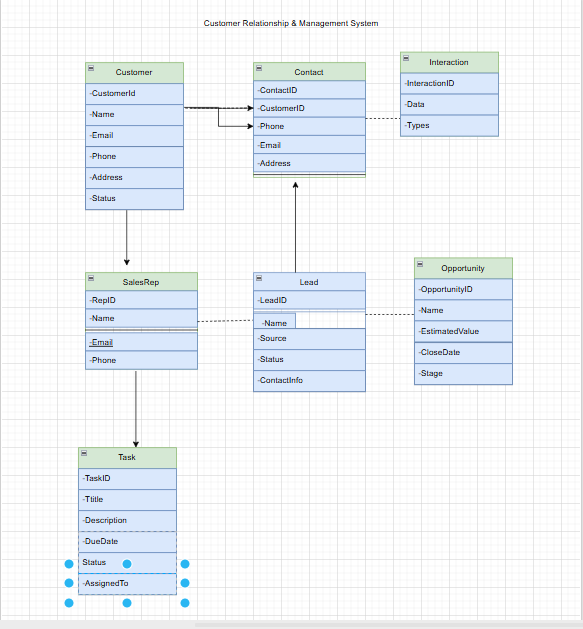 Customer Relationship & Management System
Customer
-CustomerId
-Name
-Email
-Phone
-Address
-Status
Contact
-ContactID
-CustomerID
-Phone
-Email
-Address
Interaction
-InteractionID
-Data
-Types
SalesRep
-RepID
-Name
-Email
-Phone
Lead
-LeadID
-Name
-Source
-Status
-ContactInfo
Opportunity
-OpportunityID
-Name
-EstimatedValue
-CloseDate
-Stage
Task
-TaskID
-Ttitle
-Description
-DueDate
Status
-AssignedTo